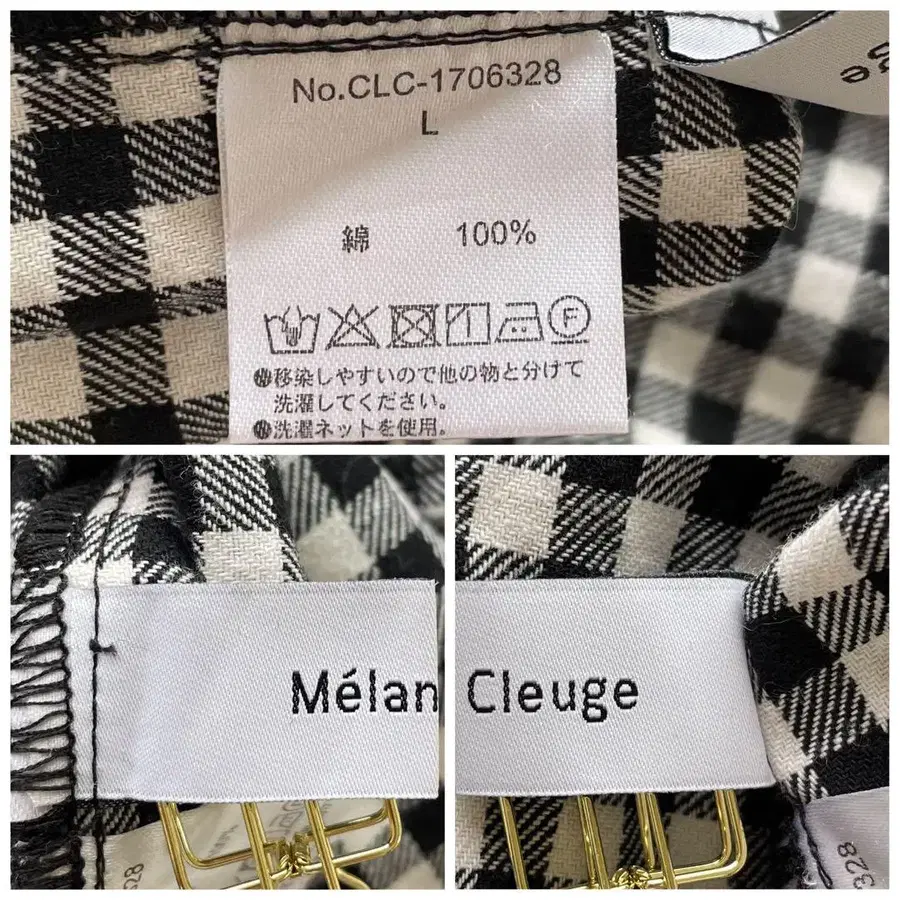 No.CLC-1706328
L
綿 100%
F
移染しやすいので他の物と分けて
洗濯してください。
洗濯ネットを使用。
Mélan
Cleuge
ge
328
328